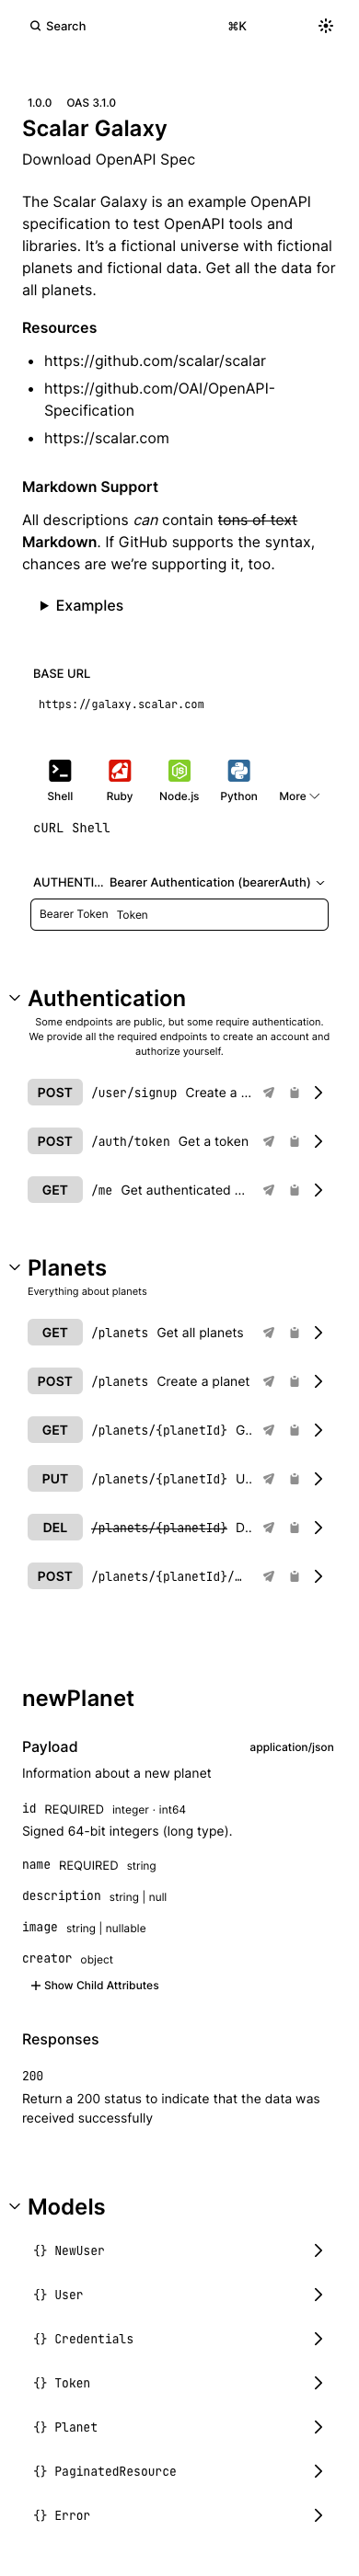 Search ⌘K
1.0.0 OAS 3.1.0
Scalar Galaxy
Download OpenAPI Spec
The Scalar Galaxy is an example OpenAPI
specification to test OpenAPI tools and
libraries. It’s a fictional universe with fictional
planets and fictional data. Get all the data for
all planets.
Resources
• https://github.com/scalar/scalar
• https://github.com/OAI/OpenAPI-
Specification
• https://scalar.com
Markdown Support
All descriptions can contain tons of text
Markdown. If GitHub supports the syntax,
chances are we’re supporting it, too.
Examples
BASE URL
https://galaxy.scalar.com
Shell Ruby Node.js Python More
cURL Shell
AUTHENTI… Bearer Authentication (bearerAuth)
Bearer Token Token
Authentication
Some endpoints are public, but some require authentication.
We provide all the required endpoints to create an account and
authorize yourself.
POST /user/signup Create a …
POST /auth/token Get a token
GET /me Get authenticated …
Planets
Everything about planets
GET /planets Get all planets
POST /planets Create a planet
GET /planets/{planetId} G…
PUT /planets/{planetId} U…
DEL /planets/{planetId} D…
POST /planets/{planetId}/…
newPlanet
Payload application/json
Information about a new planet
id REQUIRED integer · int64
Signed 64-bit integers (long type).
name REQUIRED string
description string | null
image string | nullable
creator object
+ Show Child Attributes
Responses
200
Return a 200 status to indicate that the data was
received successfully
Models
{} NewUser
{} User
{} Credentials
{} Token
{} Planet
{} PaginatedResource
{} Error